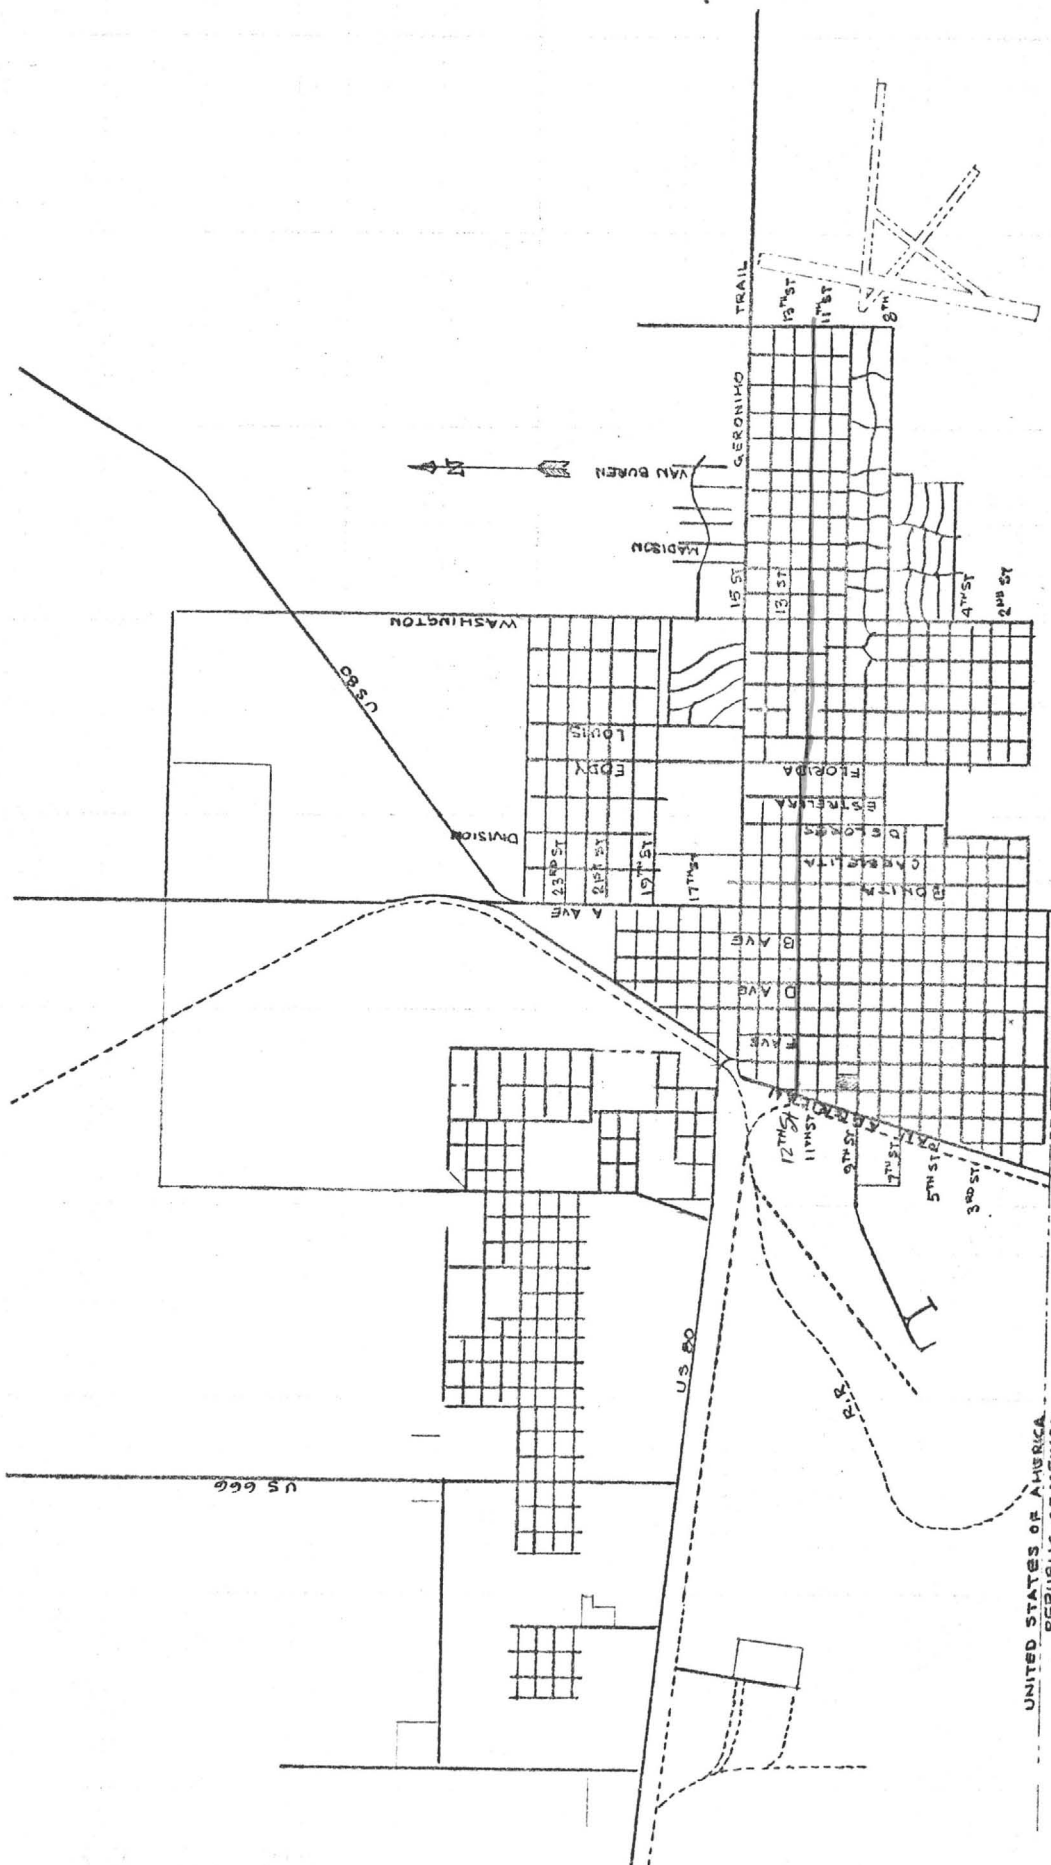 TRAIL
GERONIMO
13TH ST
11TH ST
8TH
N
VAN BUREN
MADISON
15 ST
13 ST
4TH ST
2ND ST
WASHINGTON
US 80
LOUIS
EDDY
DIVISION
23RD ST
21ST ST
19TH ST
17TH ST
FLORIDA
ESTRELLA
DELORES
CARMELITA
BONITA
A AVE
B AVE
D AVE
F AVE
12TH ST
11TH ST
9TH ST
7TH ST
5TH ST
3RD ST
US 80
R.R
US 666
UNITED STATES OF AMERICA